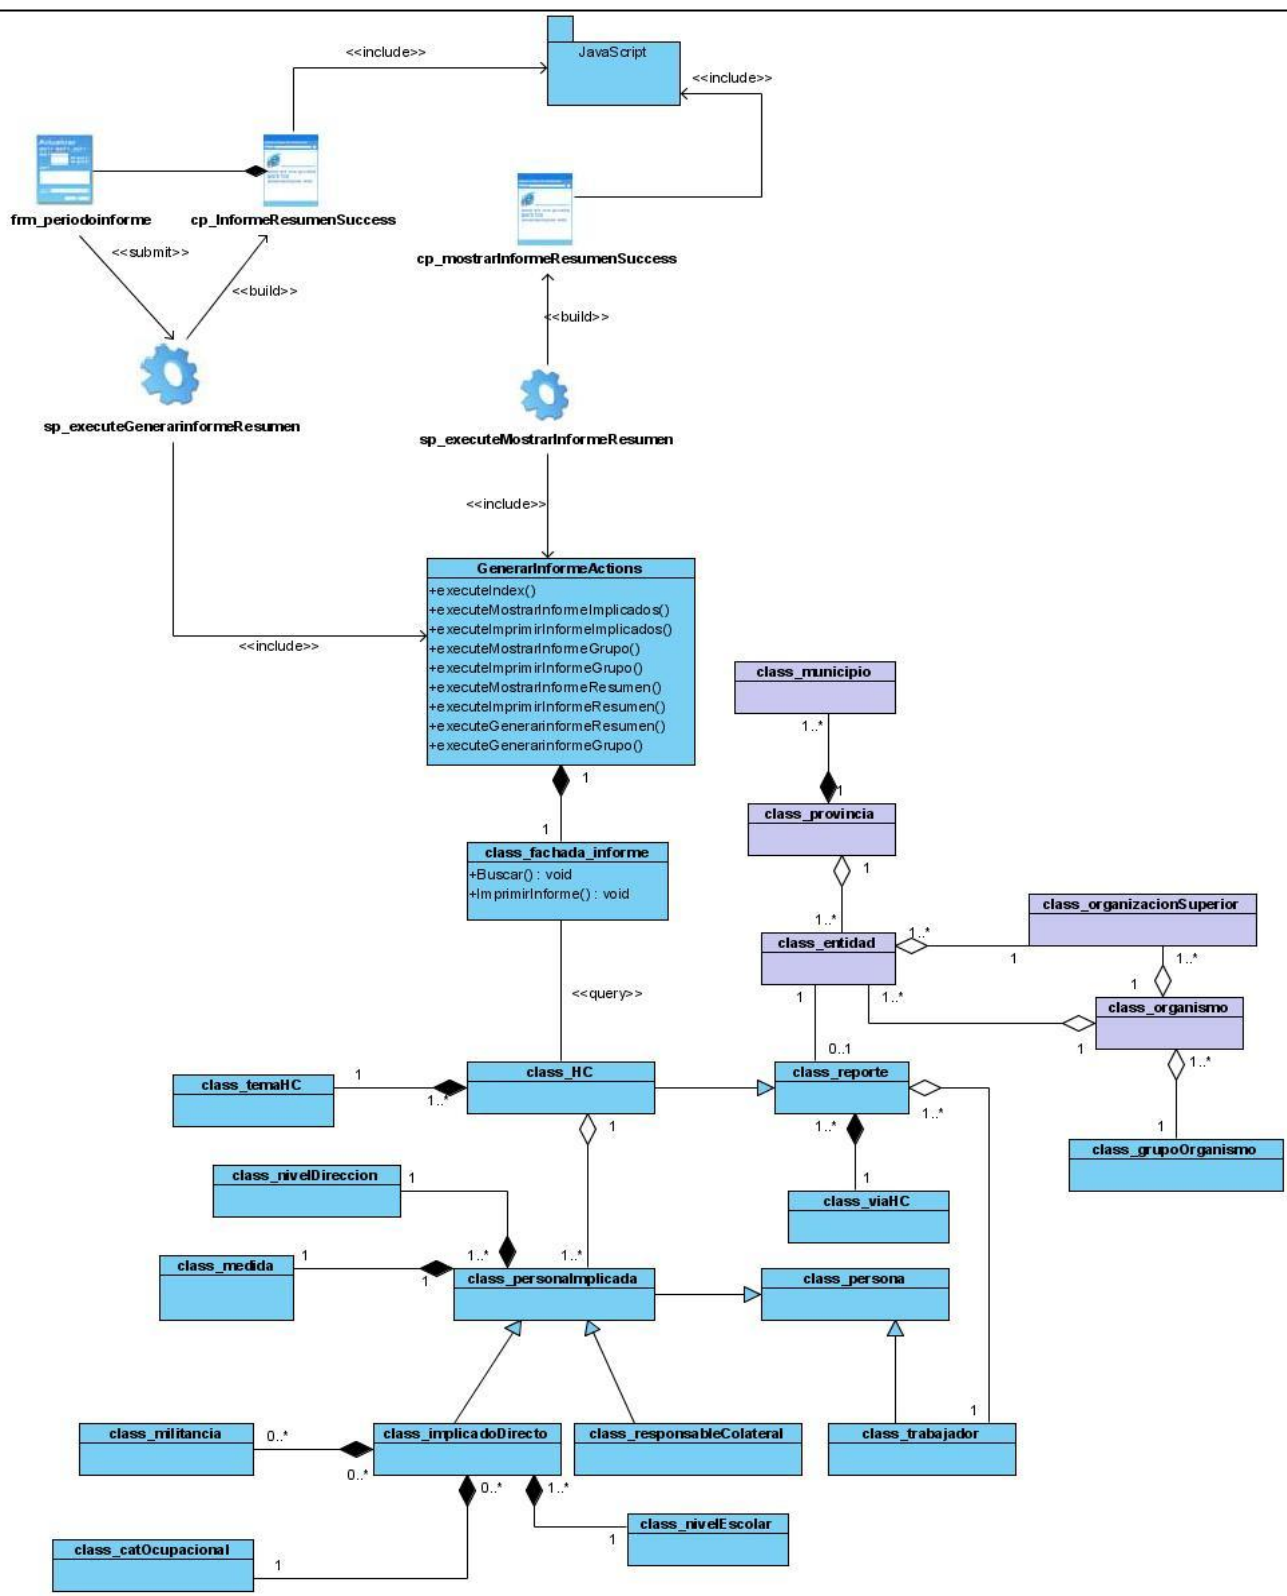 <<include>>
JavaScript
<<include>>
frm_periodoinforme
cp_InformeResumenSuccess
<<submit>>
cp_mostrarInformeResumenSuccess
<<build>>
<<build>>
sp_executeGenerarinformeResumen
sp_executeMostrarInformeResumen
<<include>>
GenerarInformeActions
+executeIndex()
+executeMostrarInformeImplicados()
+executeImprimirInformeImplicados()
+executeMostrarInformeGrupo()
+executeImprimirInformeGrupo()
+executeMostrarInformeResumen()
+executeImprimirInformeResumen()
+executeGenerarinformeResumen()
+executeGenerarinformeGrupo()
<<include>>
class_municipio
1..*
1
1
class_provincia
1
class_fachada_informe
+Buscar() : void
+ImprimirInforme() : void
1
1..*
class_organizacionSuperior
class_entidad
1..*
1
1..*
1
<<query>>
1
1..*
class_organismo
1
1..*
0..1
class_temaHC
1
1..*
class_HC
class_reporte
1..*
1
1..*
1
class_grupoOrganismo
class_nivelDireccion
1
1
class_viaHC
1..*
1..*
class_medida
1
1
class_personaImplicada
class_persona
1
class_militancia
0..*
0..*
class_implicadoDirecto
class_responsableColateral
class_trabajador
0..*
1..*
class_nivelEscolar
1
class_catOcupacional
1